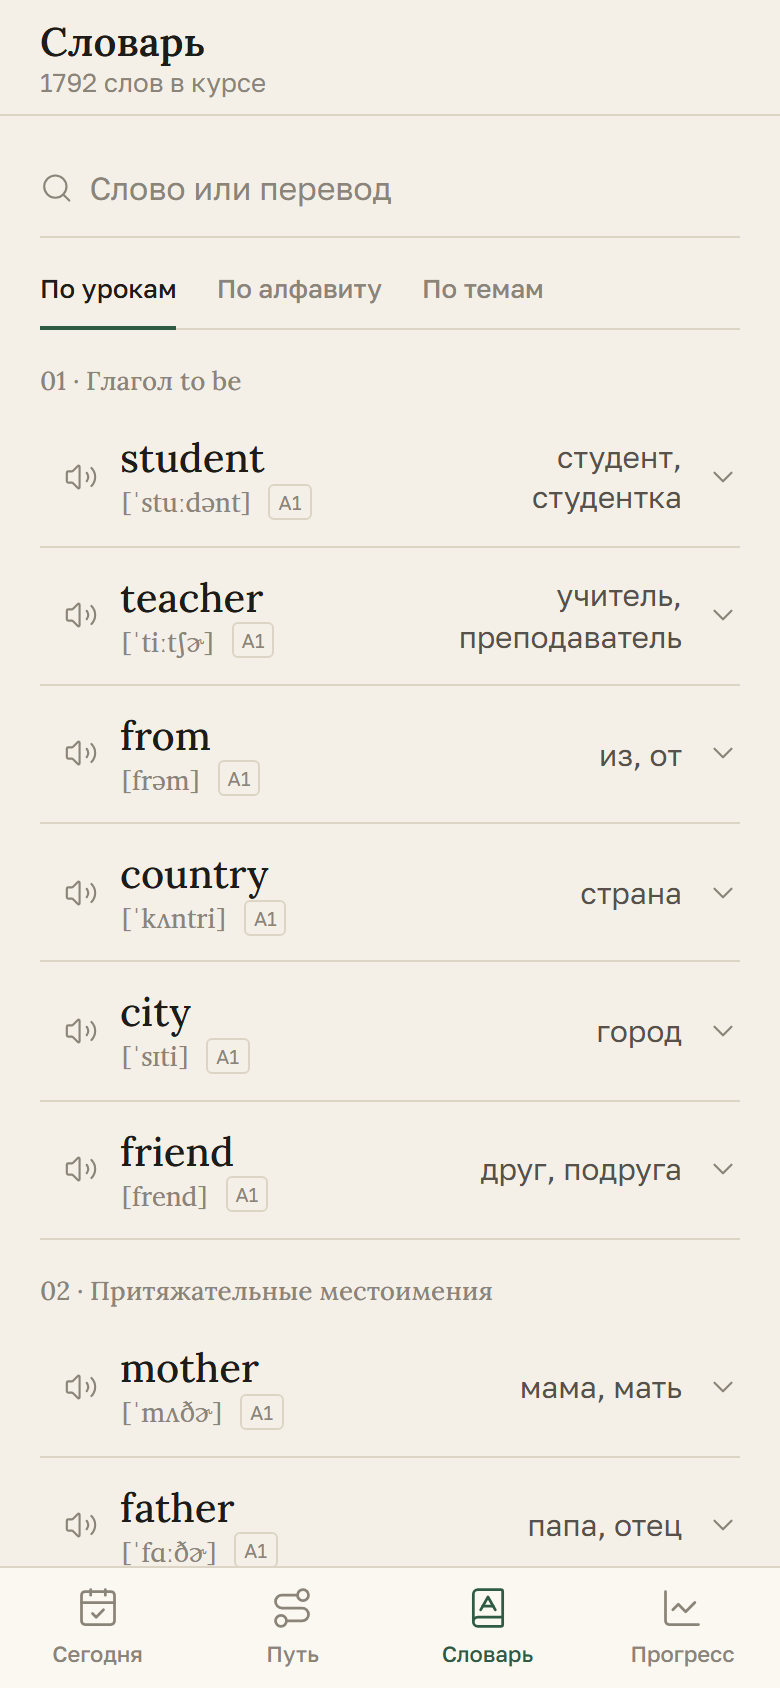 Словарь
1792 слов в курсе
Слово или перевод
По урокам По алфавиту По темам
01 · Глагол to be
student
студент,
студентка
[ˈstuːdənt] A1
teacher
учитель,
преподаватель
[ˈtiːtʃɚ] A1
from
из, от
[frəm] A1
country
страна
[ˈkʌntri] A1
city
город
[ˈsɪti] A1
friend
друг, подруга
[frend] A1
02 · Притяжательные местоимения
mother
мама, мать
[ˈmʌðɚ] A1
father
папа, отец
[ˈfɑːðɚ] A1
Сегодня Путь Словарь Прогресс